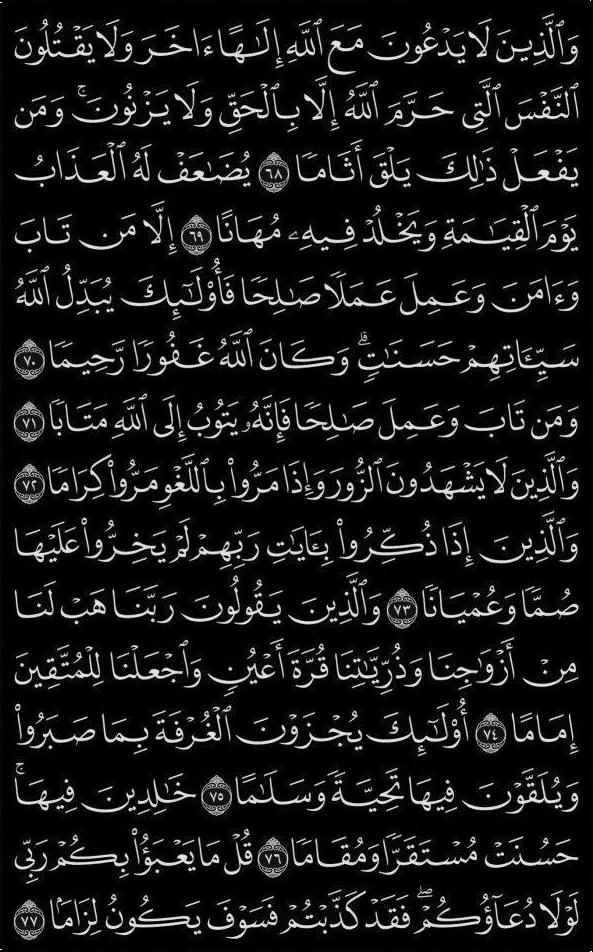 وَٱلَّذِينَ لَا يَدْعُونَ مَعَ ٱللَّهِ إِلَـٰهًا ءَاخَرَ وَلَا يَقْتُلُونَ
ٱلنَّفْسَ ٱلَّتِى حَرَّمَ ٱللَّهُ إِلَّا بِٱلْحَقِّ وَلَا يَزْنُونَ ۚ وَمَن
يَفْعَلْ ذَٰلِكَ يَلْقَ أَثَامًا ٦٨ يُضَـٰعَفْ لَهُ ٱلْعَذَابُ
يَوْمَ ٱلْقِيَـٰمَةِ وَيَخْلُدْ فِيهِۦ مُهَانًا ٦٩ إِلَّا مَن تَابَ
وَءَامَنَ وَعَمِلَ عَمَلًا صَـٰلِحًا فَأُو۟لَـٰٓئِكَ يُبَدِّلُ ٱللَّهُ
سَيِّـَٔاتِهِمْ حَسَنَـٰتٍ ۗ وَكَانَ ٱللَّهُ غَفُورًا رَّحِيمًا ٧٠
وَمَن تَابَ وَعَمِلَ صَـٰلِحًا فَإِنَّهُۥ يَتُوبُ إِلَى ٱللَّهِ مَتَابًا ٧١
وَٱلَّذِينَ لَا يَشْهَدُونَ ٱلزُّورَ وَإِذَا مَرُّوا۟ بِٱللَّغْوِ مَرُّوا۟ كِرَامًا ٧٢
وَٱلَّذِينَ إِذَا ذُكِّرُوا۟ بِـَٔايَـٰتِ رَبِّهِمْ لَمْ يَخِرُّوا۟ عَلَيْهَا
صُمًّا وَعُمْيَانًا ٧٣ وَٱلَّذِينَ يَقُولُونَ رَبَّنَا هَبْ لَنَا
مِنْ أَزْوَٰجِنَا وَذُرِّيَّـٰتِنَا قُرَّةَ أَعْيُنٍ وَٱجْعَلْنَا لِلْمُتَّقِينَ
إِمَامًا ٧٤ أُو۟لَـٰٓئِكَ يُجْزَوْنَ ٱلْغُرْفَةَ بِمَا صَبَرُوا۟
وَيُلَقَّوْنَ فِيهَا تَحِيَّةً وَسَلَـٰمًا ٧٥ خَـٰلِدِينَ فِيهَا ۚ
حَسُنَتْ مُسْتَقَرًّا وَمُقَامًا ٧٦ قُلْ مَا يَعْبَؤُا۟ بِكُمْ رَبِّى
لَوْلَا دُعَآؤُكُمْ ۖ فَقَدْ كَذَّبْتُمْ فَسَوْفَ يَكُونُ لِزَامًۢا ٧٧